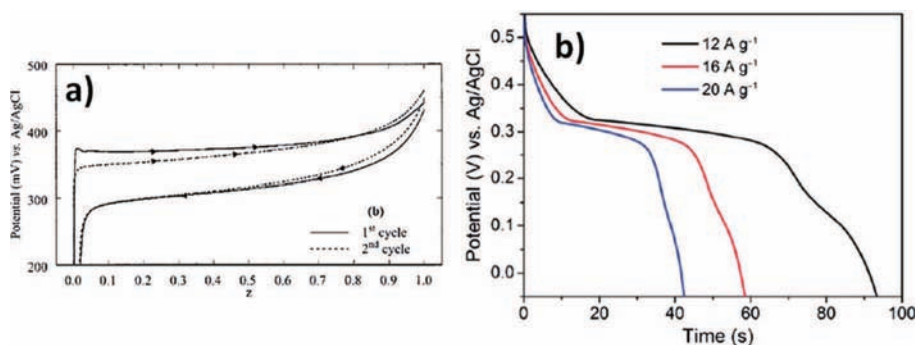 a)
500
400
300
200
Potential (mV) vs. Ag/AgCl
(b)
1st cycle
2nd cycle
0 0.1 0.2 0.3 0.4 0.5 0.6 0.7 0.8 0.9 1.0
z
b)
12 A g⁻¹
16 A g⁻¹
20 A g⁻¹
0.5
0.4
0.3
0.2
0.1
0.0
Potential (V) vs. Ag/AgCl
0 20 40 60 80 100
Time (s)